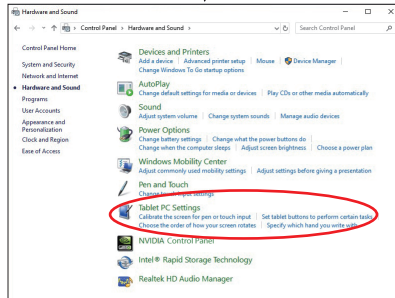 Hardware and Sound
Control Panel > Hardware and Sound >
Search Control Panel
Control Panel Home
System and Security
Network and Internet
Hardware and Sound
Programs
User Accounts
Appearance and
Personalization
Clock and Region
Ease of Access
Devices and Printers
Add a device | Advanced printer setup | Mouse | Device Manager |
Change Windows To Go startup options
AutoPlay
Change default settings for media or devices | Play CDs or other media automatically
Sound
Adjust system volume | Change system sounds | Manage audio devices
Power Options
Change battery settings | Change what the power buttons do |
Change when the computer sleeps | Adjust screen brightness | Choose a power plan
Windows Mobility Center
Adjust commonly used mobility settings | Adjust settings before giving a presentation
Pen and Touch
Change touch input settings
Tablet PC Settings
Calibrate the screen for pen or touch input | Set tablet buttons to perform certain tasks
Choose the order of how your screen rotates | Specify which hand you write with
NVIDIA Control Panel
Intel® Rapid Storage Technology
Realtek HD Audio Manager